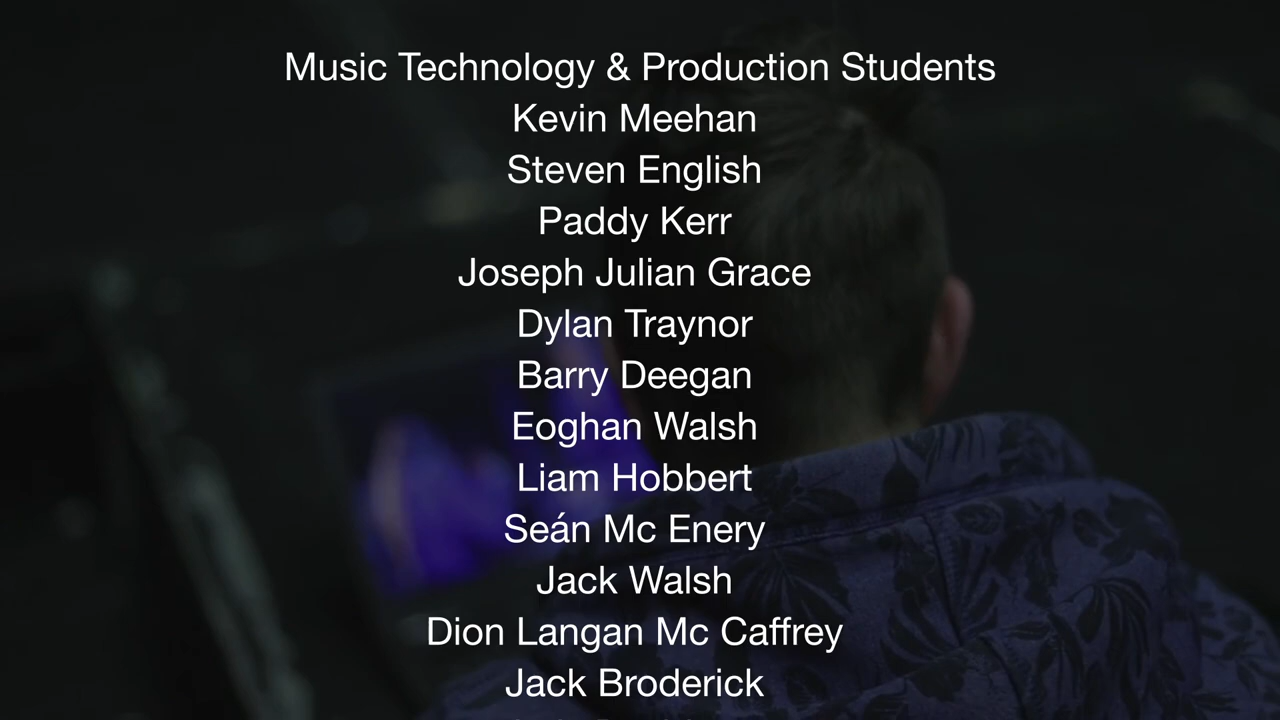 Music Technology & Production Students
Kevin Meehan
Steven English
Paddy Kerr
Joseph Julian Grace
Dylan Traynor
Barry Deegan
Eoghan Walsh
Liam Hobbert
Seán Mc Enery
Jack Walsh
Dion Langan Mc Caffrey
Jack Broderick